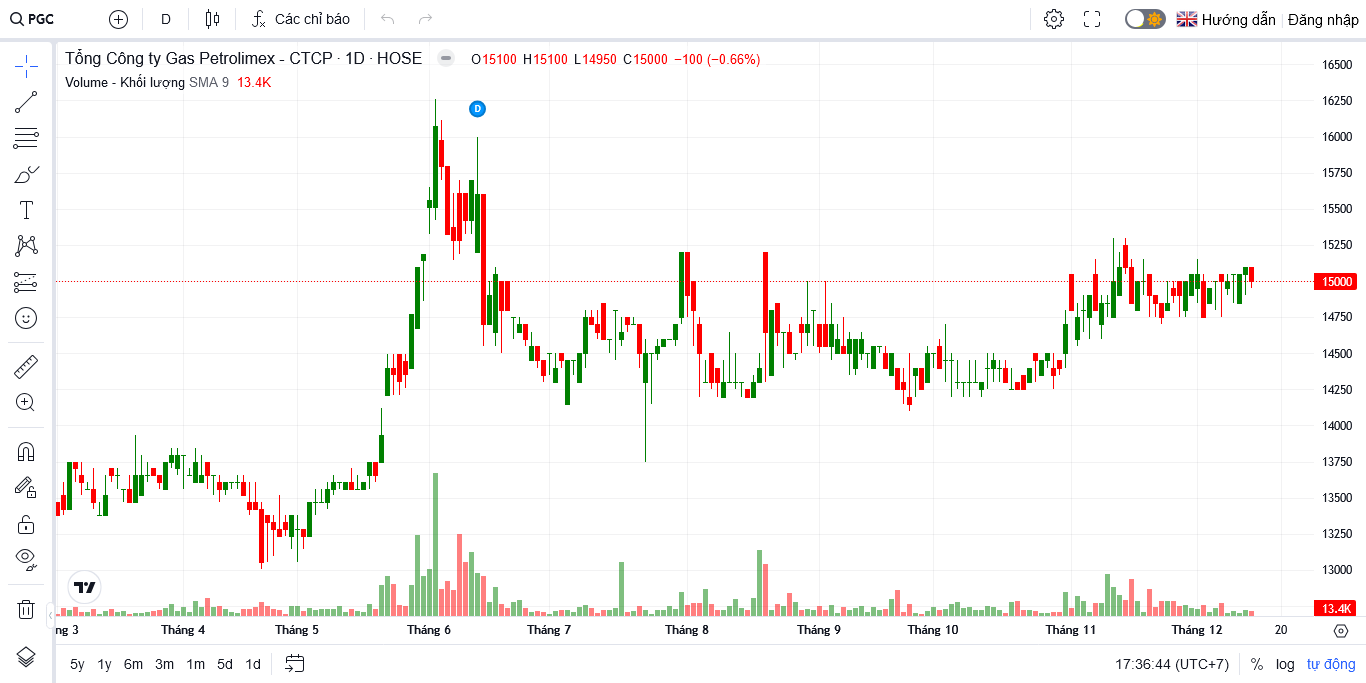 PGC D Các chỉ báo Hướng dẫn Đăng nhập
Tổng Công ty Gas Petrolimex - CTCP · 1D · HOSE O15100 H15100 L14950 C15000 −100 (−0.66%)
Volume - Khối lượng SMA 9 13.4K
D
16500
16250
16000
15750
15500
15250
15000
14750
14500
14250
14000
13750
13500
13250
13000
13.4K
ng 3 Tháng 4 Tháng 5 Tháng 6 Tháng 7 Tháng 8 Tháng 9 Tháng 10 Tháng 11 Tháng 12 20
5y 1y 6m 3m 1m 5d 1d 17:36:44 (UTC+7) % log tự động